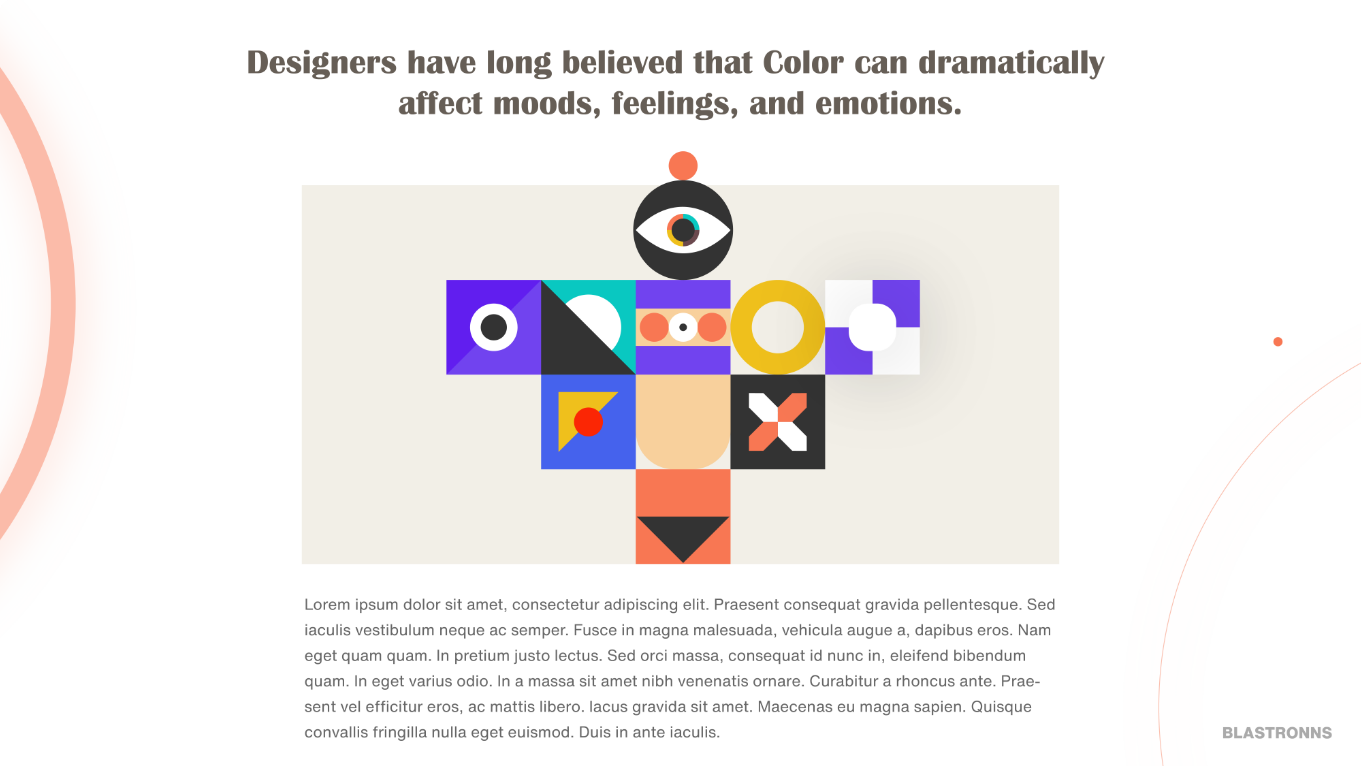 Designers have long believed that Color can dramatically
affect moods, feelings, and emotions.
Lorem ipsum dolor sit amet, consectetur adipiscing elit. Praesent consequat gravida pellentesque. Sed
iaculis vestibulum neque ac semper. Fusce in magna malesuada, vehicula augue a, dapibus eros. Nam
eget quam quam. In pretium justo lectus. Sed orci massa, consequat id nunc in, eleifend bibendum
quam. In eget varius odio. In a massa sit amet nibh venenatis ornare. Curabitur a rhoncus ante. Prae-
sent vel efficitur eros, ac mattis libero. lacus gravida sit amet. Maecenas eu magna sapien. Quisque
convallis fringilla nulla eget euismod. Duis in ante iaculis.
BLASTRONNS